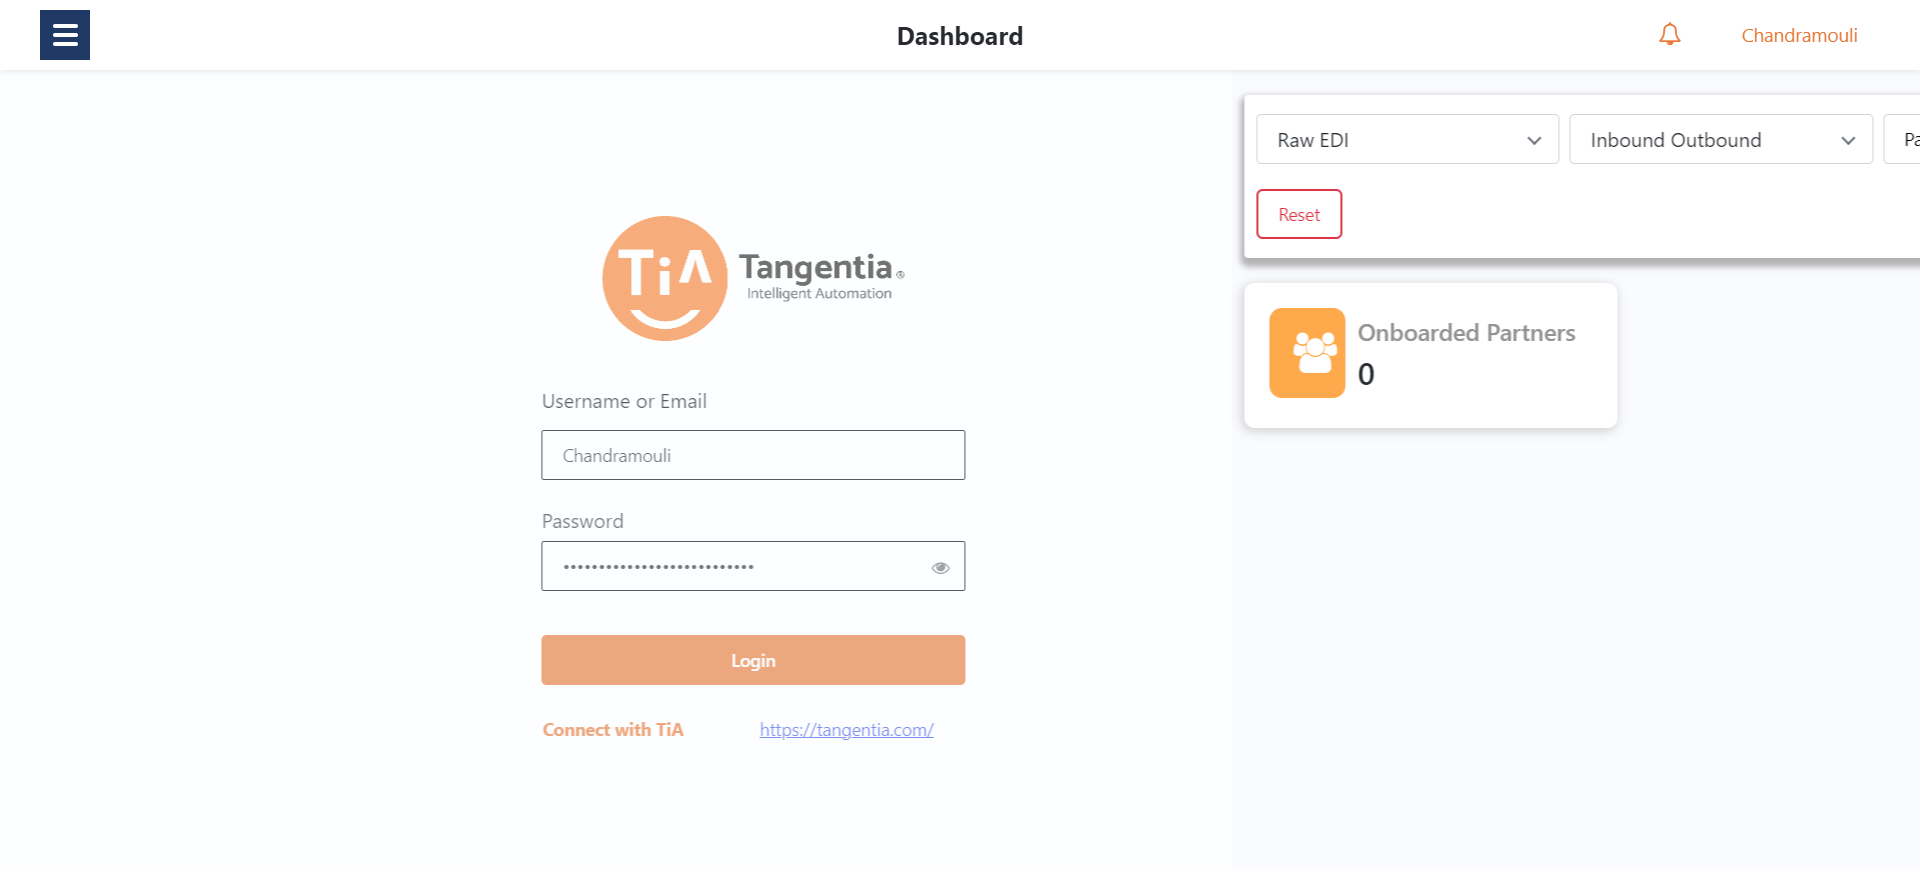 Dashboard
Chandramouli
Raw EDI
Inbound Outbound
Reset
TiA
Tangentia®
Intelligent Automation
Onboarded Partners
0
Username or Email
Chandramouli
Password
Login
Connect with TiA
https://tangentia.com/